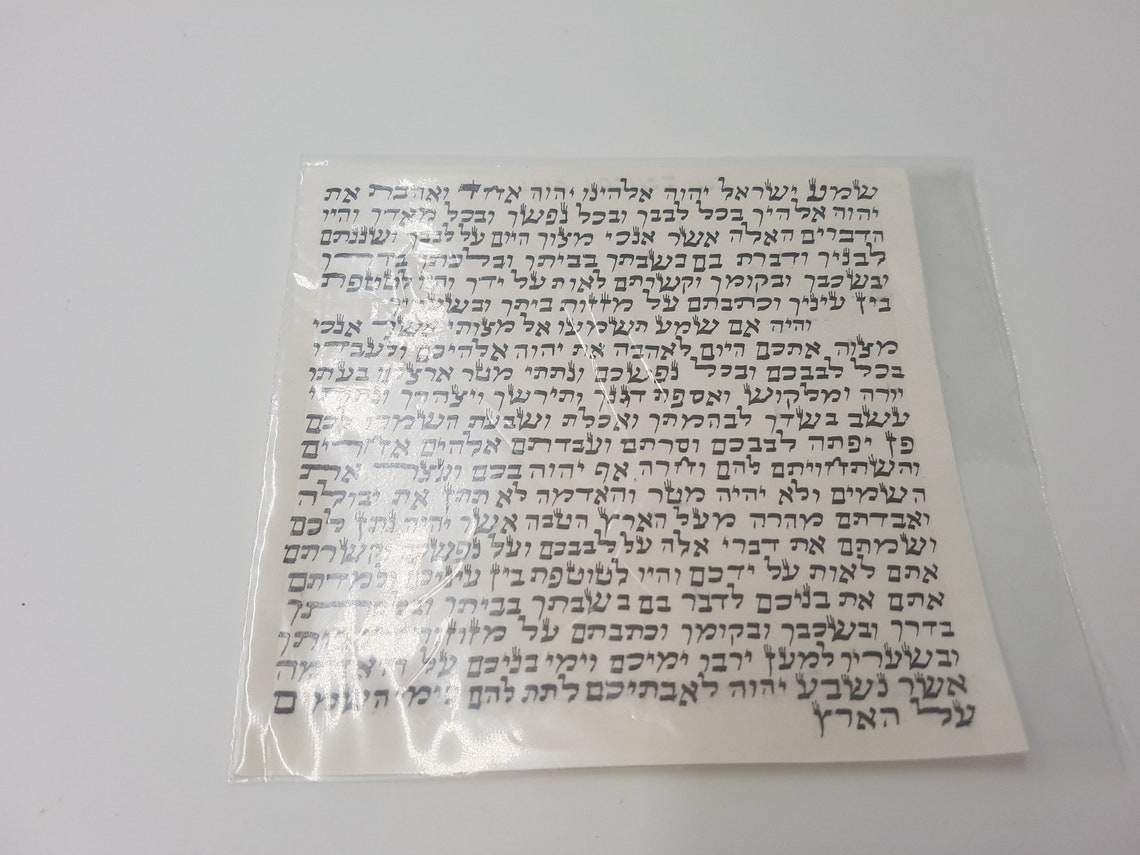 שמע ישראל יהוה אלהינו יהוה אחד ואהבת את
יהוה אלהיך בכל לבבך ובכל נפשך ובכל מאדך והיו
הדברים האלה אשר אנכי מצוך היום על לבבך ושננתם
לבניך ודברת בם בשבתך בביתך ובלכתך בדרך
ובשכבך ובקומך וקשרתם לאות על ידך והיו לטטפת
בין עיניך וכתבתם על מזזות ביתך ובשעריך
והיה אם שמע תשמעו אל מצותי אשר אנכי
מצוה אתכם היום לאהבה את יהוה אלהיכם ולעבדו
בכל לבבכם ובכל נפשכם ונתתי מטר ארצכם בעתו
יורה ומלקוש ואספת דגנך ותירשך ויצהרך ונתתי
עשב בשדך לבהמתך ואכלת ושבעת השמרו לכם
פן יפתה לבבכם וסרתם ועבדתם אלהים אחרים
והשתחויתם להם וחרה אף יהוה בכם ועצר את
השמים ולא יהיה מטר והאדמה לא תתן את יבולה
ואבדתם מהרה מעל הארץ הטבה אשר יהוה נתן לכם
ושמתם את דברי אלה על לבבכם ועל נפשכם וקשרתם
אתם לאות על ידכם והיו לטוטפת בין עיניכם ולמדתם
אתם את בניכם לדבר בם בשבתך בביתך ובלכתך
בדרך ובשכבך ובקומך וכתבתם על מזוזות ביתך
ובשעריך למען ירבו ימיכם וימי בניכם על האדמה
אשר נשבע יהוה לאבתיכם לתת להם כימי השמים
על הארץ